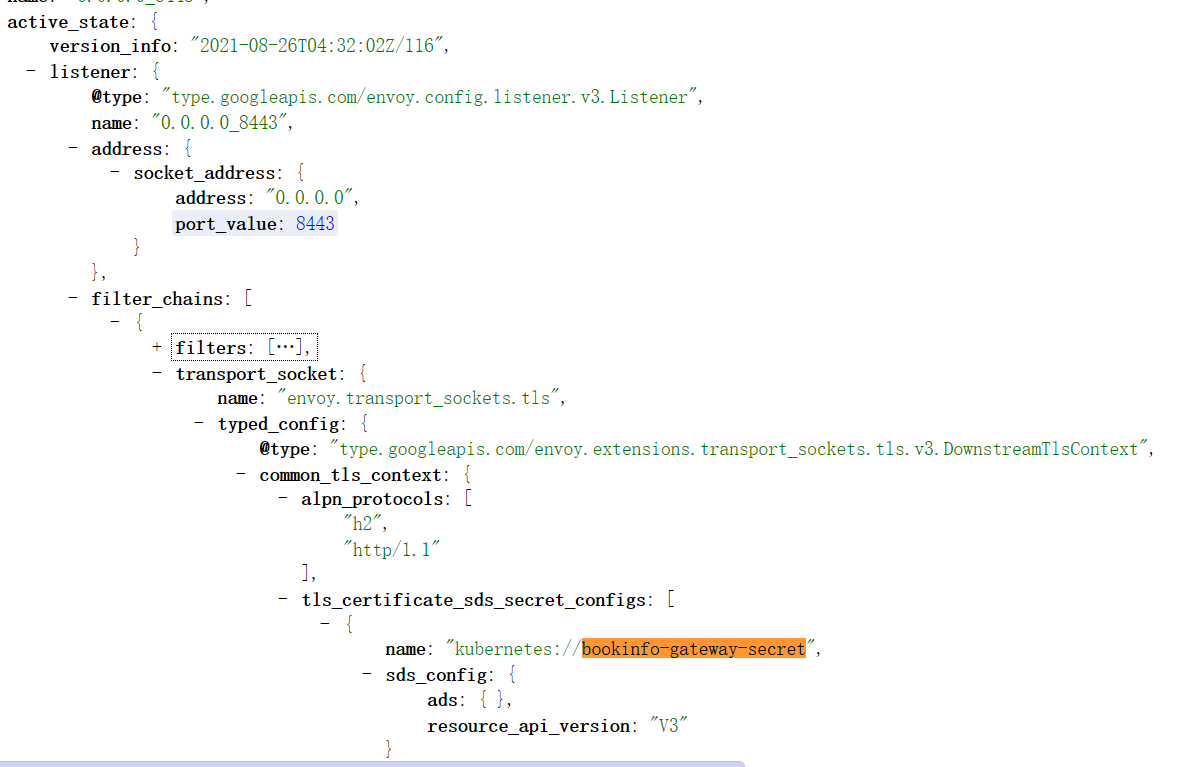 active_state: {
version_info: "2021-08-26T04:32:02Z/116",
- listener: {
@type: "type.googleapis.com/envoy.config.listener.v3.Listener",
name: "0.0.0.0_8443",
- address: {
- socket_address: {
address: "0.0.0.0",
port_value: 8443
}
},
- filter_chains: [
- {
+ filters: [⋯],
- transport_socket: {
name: "envoy.transport_sockets.tls",
- typed_config: {
@type: "type.googleapis.com/envoy.extensions.transport_sockets.tls.v3.DownstreamTlsContext",
- common_tls_context: {
- alpn_protocols: [
"h2",
"http/1.1"
],
- tls_certificate_sds_secret_configs: [
- {
name: "kubernetes://bookinfo-gateway-secret",
- sds_config: {
ads: { },
resource_api_version: "V3"
}